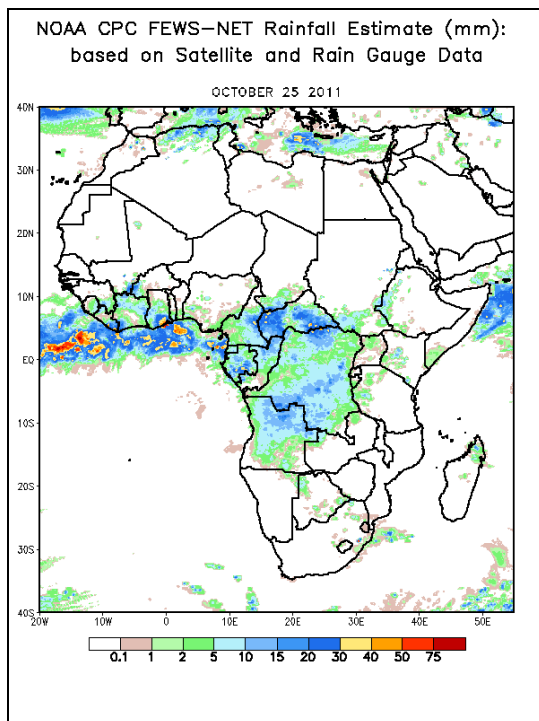 NOAA CPC FEWS-NET Rainfall Estimate (mm):
based on Satellite and Rain Gauge Data
OCTOBER 25 2011
40N
30N
20N
10N
EQ
10S
20S
30S
40S
20W 10W 0 10E 20E 30E 40E 50E
0.1 1 2 5 10 15 20 30 40 50 75